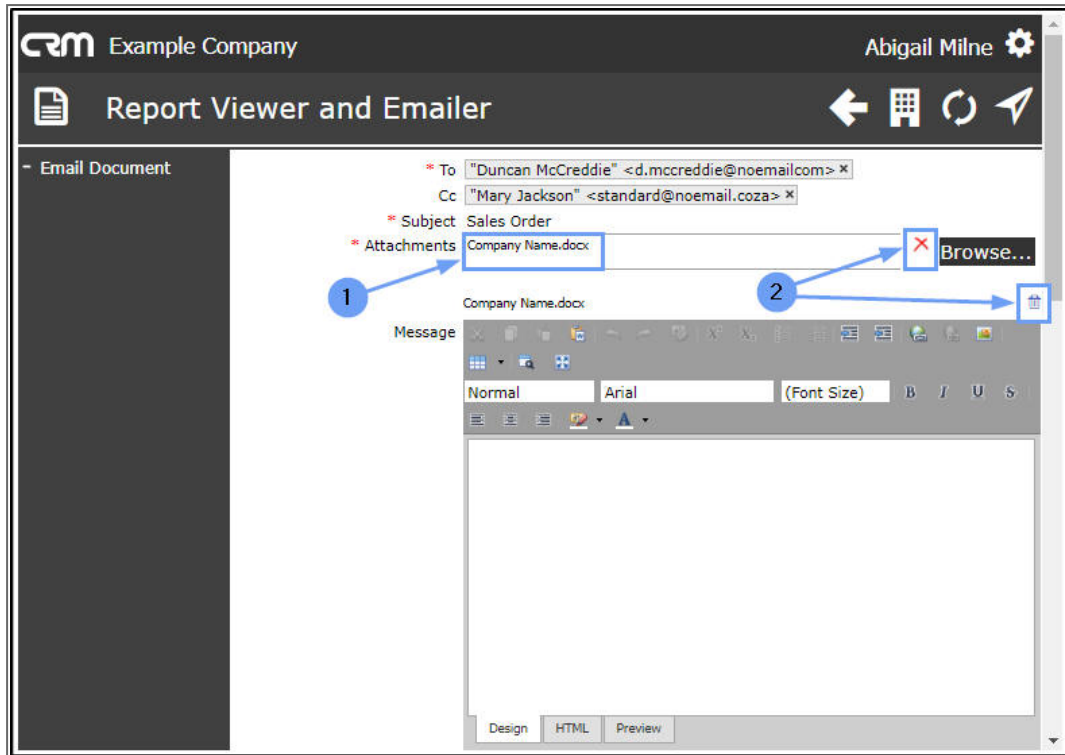 CRM Example Company Abigail Milne
Report Viewer and Emailer
- Email Document
* To "Duncan McCreddie" <d.mccreddie@noemailcom> ×
Cc "Mary Jackson" <standard@noemail.coza> ×
* Subject Sales Order
* Attachments Company Name.docx Browse...
1
2
Company Name.docx
Message
Normal Arial (Font Size) B I U S
A
Design HTML Preview